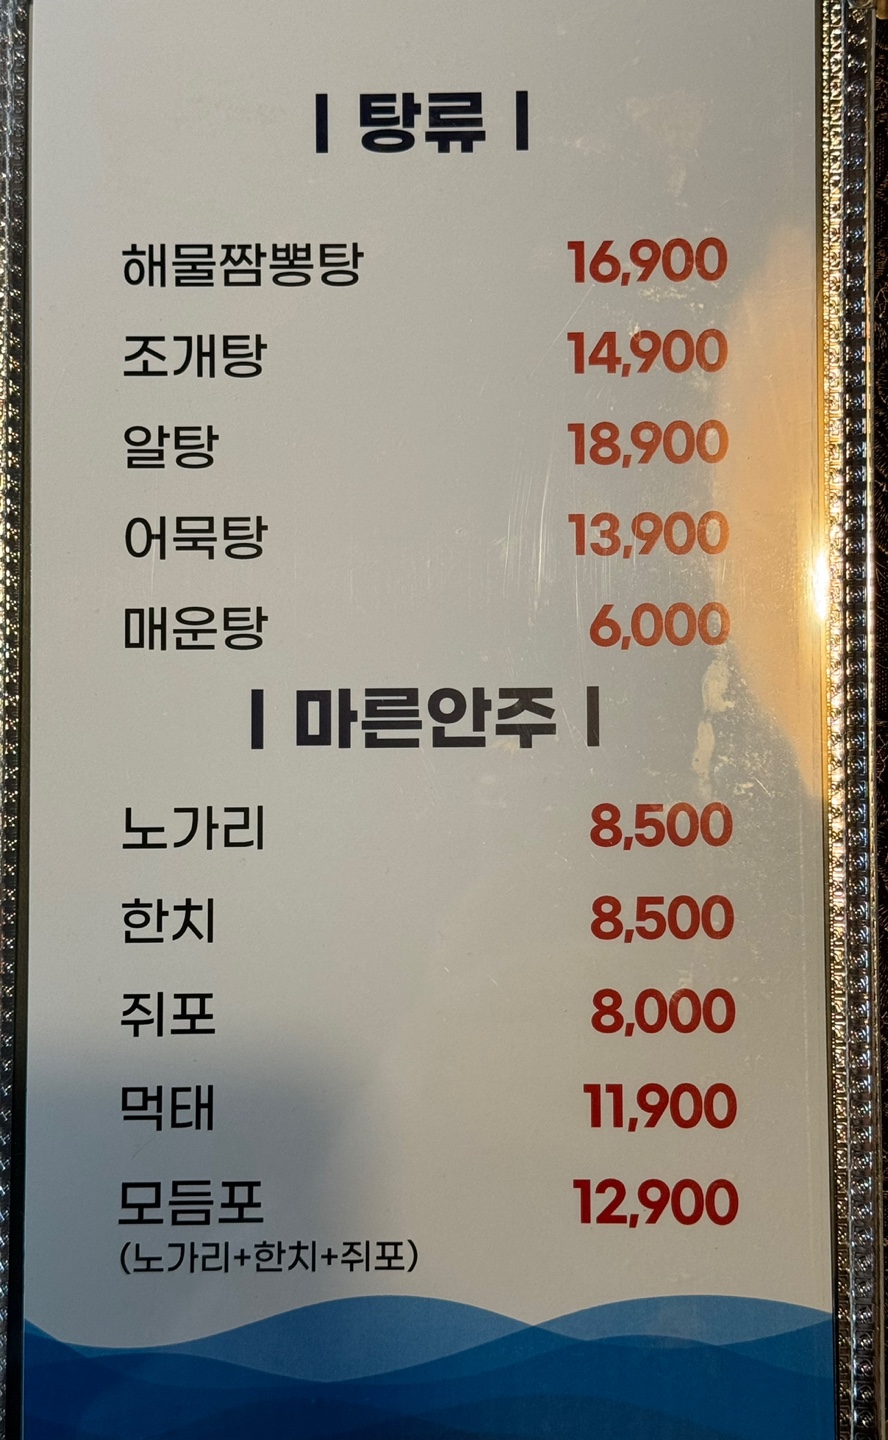 | 탕류 |
해물짬뽕탕 16,900
조개탕 14,900
알탕 18,900
어묵탕 13,900
매운탕 6,000
| 마른안주 |
노가리 8,500
한치 8,500
쥐포 8,000
먹태 11,900
모듬포 12,900
(노가리+한치+쥐포)